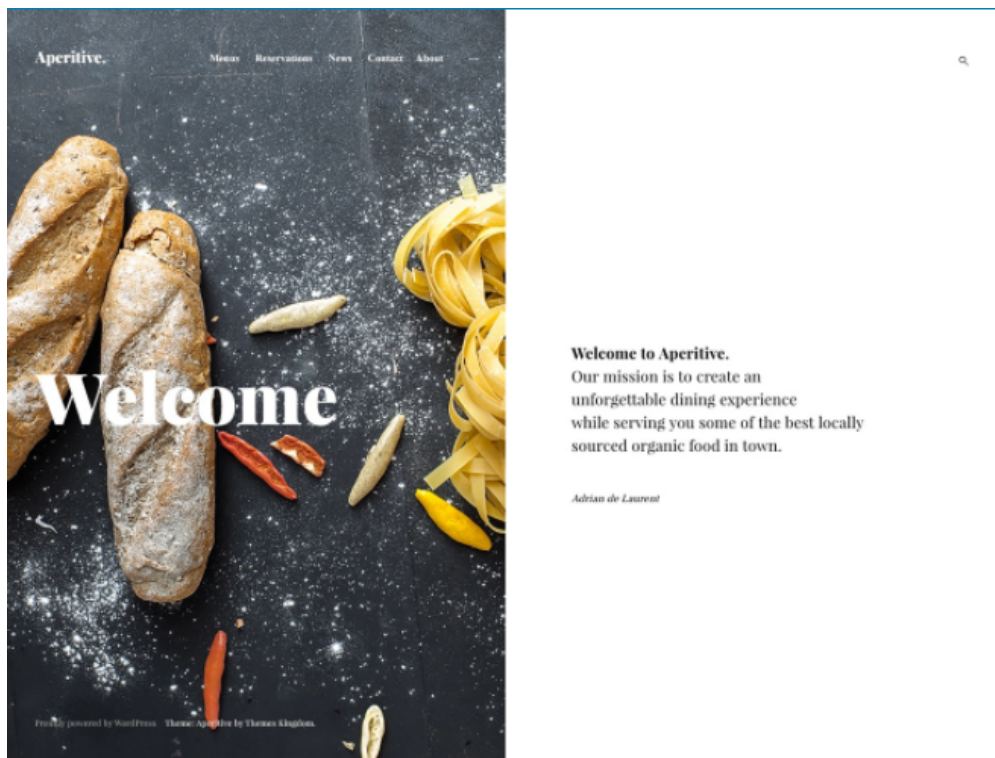 Aperitive.
Menus Reservations News Contact About
Welcome
Proudly powered by WordPress Theme: Aperitive by Themes Kingdom.
Welcome to Aperitive.
Our mission is to create an
unforgettable dining experience
while serving you some of the best locally
sourced organic food in town.
Adrian de Laurent